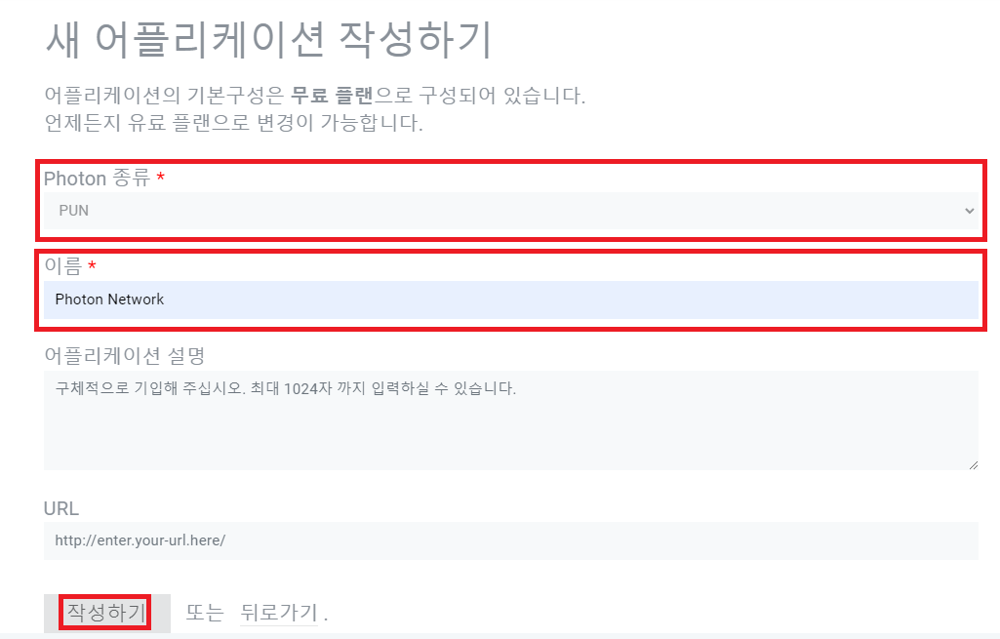 새 어플리케이션 작성하기
어플리케이션의 기본구성은 무료 플랜으로 구성되어 있습니다.
언제든지 유료 플랜으로 변경이 가능합니다.
Photon 종류 *
PUN
이름 *
Photon Network
어플리케이션 설명
구체적으로 기입해 주십시오. 최대 1024자 까지 입력하실 수 있습니다.
URL
http://enter.your-url.here/
작성하기 또는 뒤로가기 .